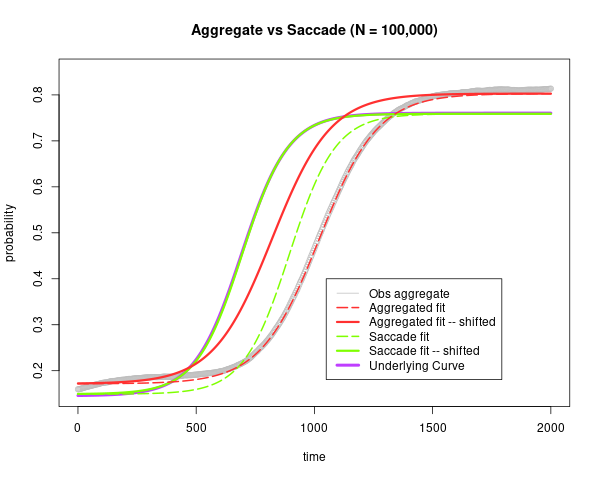 Aggregate vs Saccade (N = 100,000)
probability
0.8
0.7
0.6
0.5
0.4
0.3
0.2
Obs aggregate
Aggregated fit
Aggregated fit -- shifted
Saccade fit
Saccade fit -- shifted
Underlying Curve
0 500 1000 1500 2000
time